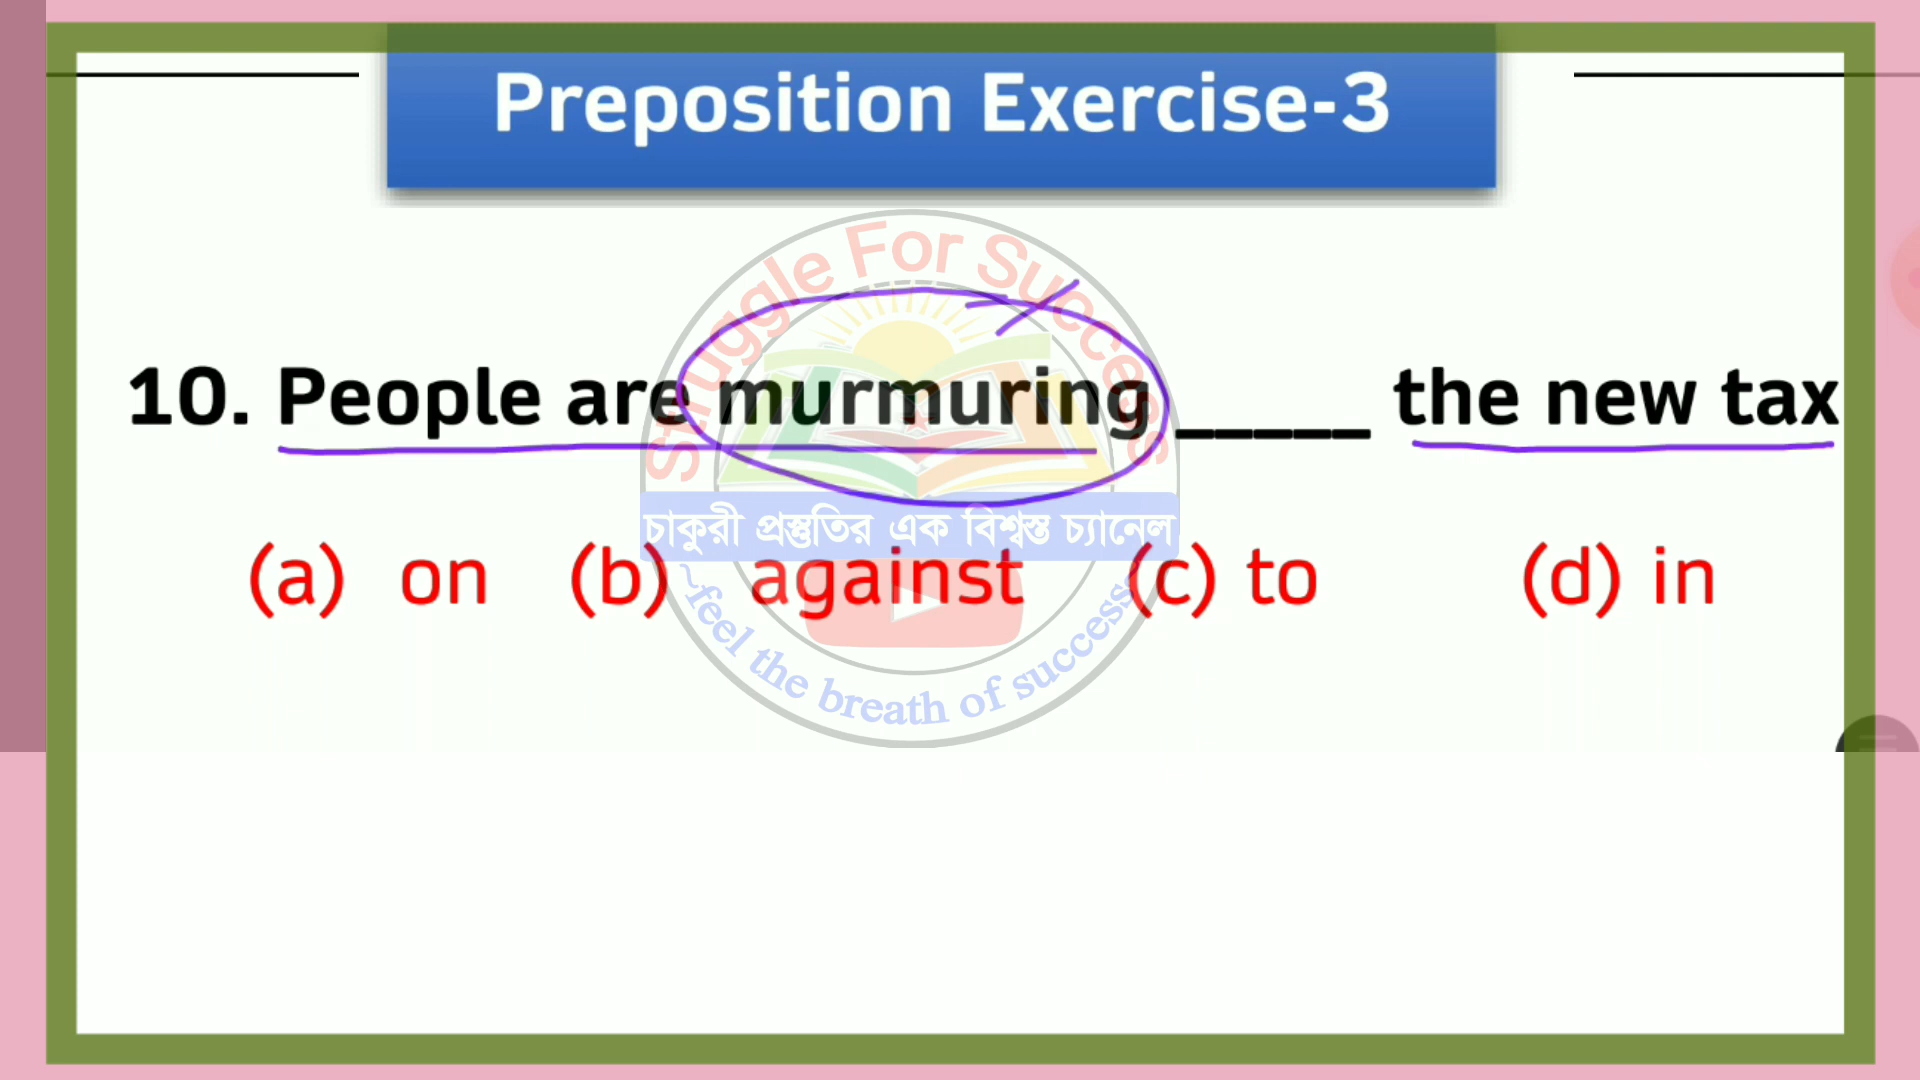 Preposition Exercise-3
Struggle For Success
10. People are murmuring _____ the new tax
চাকুরী প্রস্তুতির এক বিশ্বস্ত চ্যানেল
(a) on (b) against (c) to (d) in
~feel the breath of success~